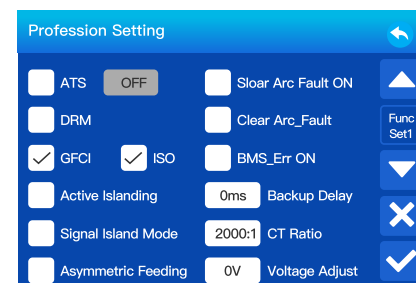 Profession Setting
ATS OFF Sloar Arc Fault ON
DRM Clear Arc_Fault
Func
Set1
GFCI ISO BMS_Err ON
Active Islanding 0ms Backup Delay
Signal Island Mode 2000:1 CT Ratio
Asymmetric Feeding 0V Voltage Adjust